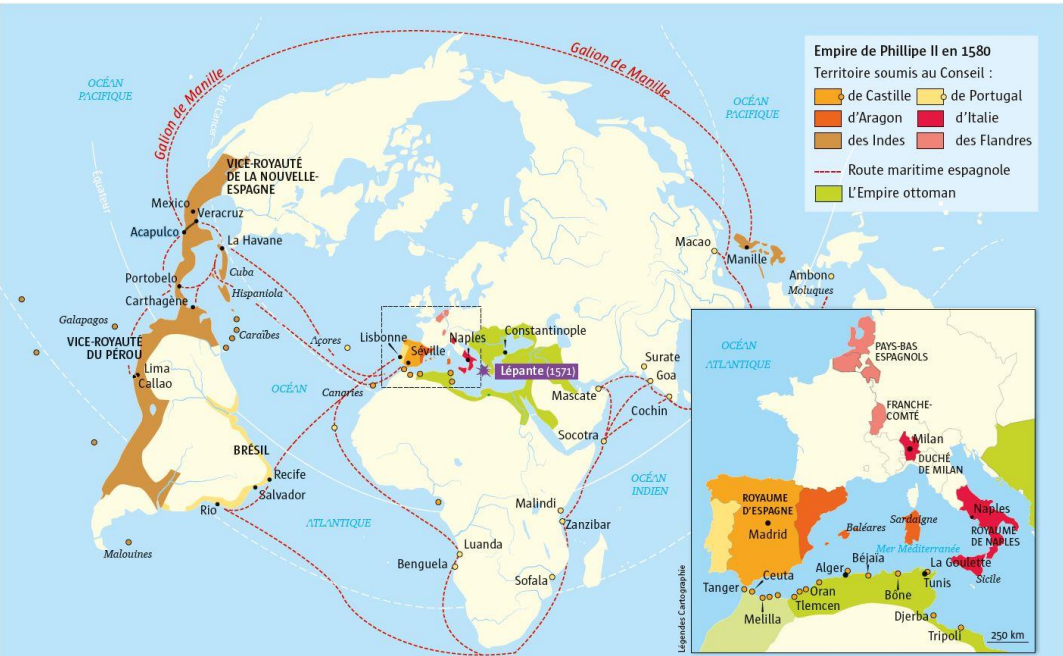 Empire de Phillipe II en 1580
Territoire soumis au Conseil :
de Castille
de Portugal
d'Aragon
d'Italie
des Indes
des Flandres
Route maritime espagnole
L'Empire ottoman
OCÉAN
PACIFIQUE
Galion de Manille
Galion de Manille
OCÉAN
PACIFIQUE
Tr. du Cancer
Équateur
VICE-ROYAUTÉ
DE LA NOUVELLE-
ESPAGNE
Mexico
Veracruz
Acapulco
La Havane
Cuba
Portobelo
Hispaniola
Carthagène
Galapagos
Caraïbes
VICE-ROYAUTÉ
DU PÉROU
Lima
Callao
Açores
Lisbonne
Séville
Naples
Constantinople
Lépante (1571)
Canaries
OCÉAN
ATLANTIQUE
BRÉSIL
Recife
Salvador
Rio
Malouines
Macao
Manille
Ambon
Moluques
Surate
Goa
Mascate
Cochin
Socotra
OCÉAN
INDIEN
Malindi
Zanzibar
Luanda
Benguela
Sofala
OCÉAN
ATLANTIQUE
PAYS-BAS
ESPAGNOLS
FRANCHE-
COMTÉ
Milan
DUCHÉ
DE MILAN
ROYAUME
D'ESPAGNE
Madrid
Baléares
Sardaigne
Naples
ROYAUME
DE NAPLES
Mer Méditerranée
Sicile
Tanger
Ceuta
Melilla
Oran
Tlemcen
Alger
Béjaïa
Bône
La Goulette
Tunis
Djerba
Tripoli
250 km
Légendes Cartographie